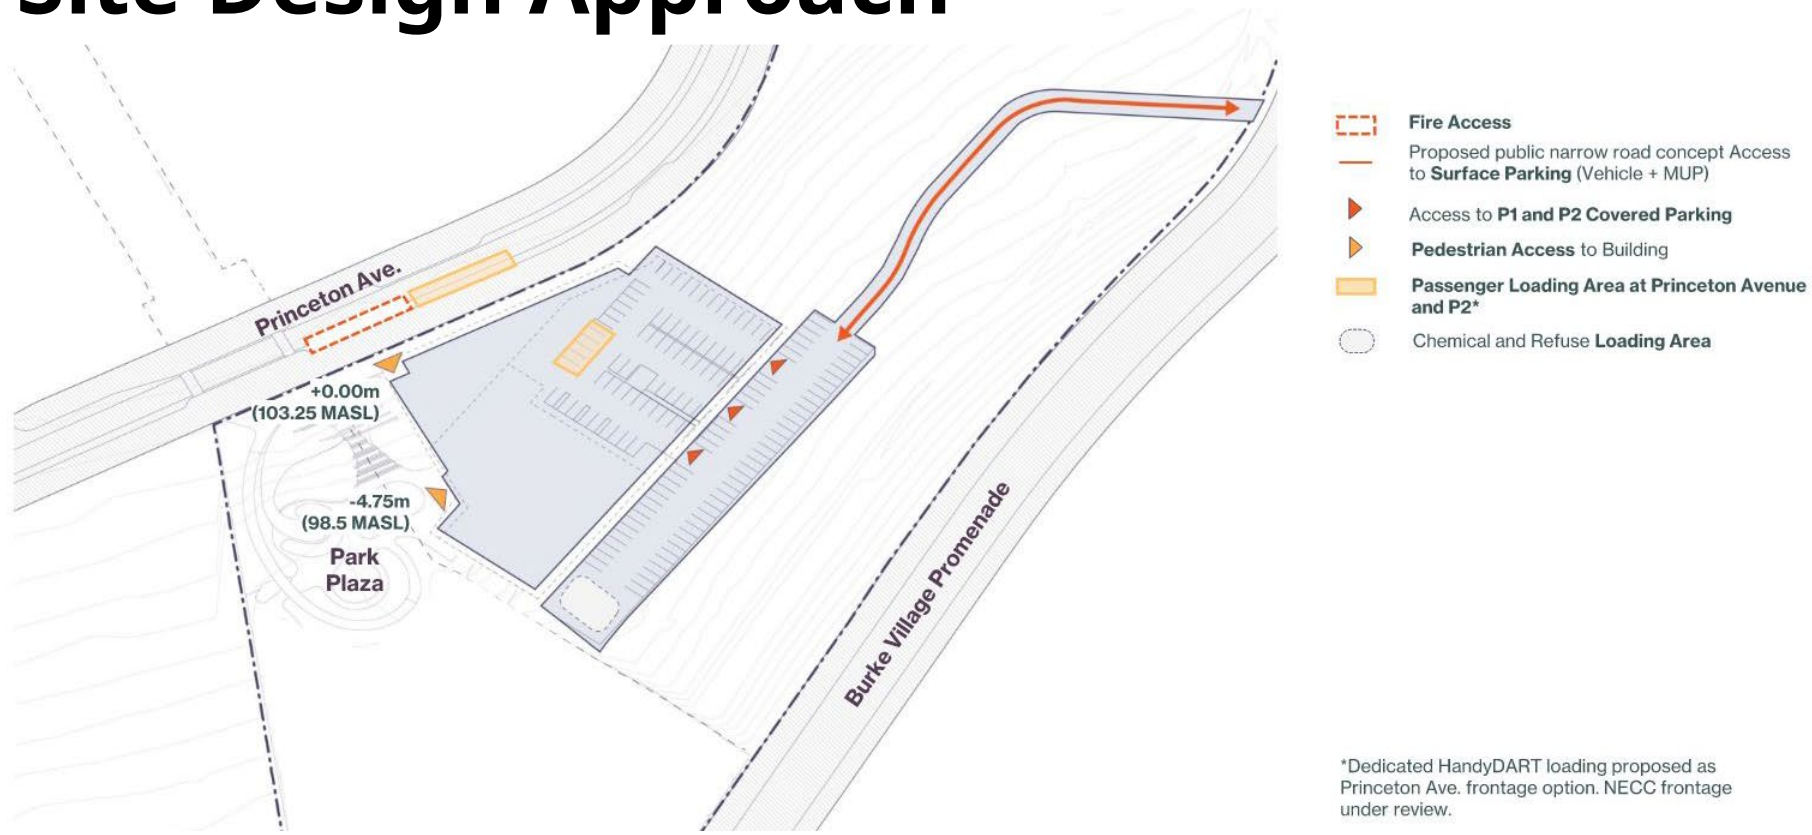 Site Design Approach
Princeton Ave.
+0.00m
(103.25 MASL)
-4.75m
(98.5 MASL)
Park
Plaza
Burke Village Promenade
Fire Access
Proposed public narrow road concept Access
to Surface Parking (Vehicle + MUP)
Access to P1 and P2 Covered Parking
Pedestrian Access to Building
Passenger Loading Area at Princeton Avenue
and P2*
Chemical and Refuse Loading Area
*Dedicated HandyDART loading proposed as
Princeton Ave. frontage option. NECC frontage
under review.